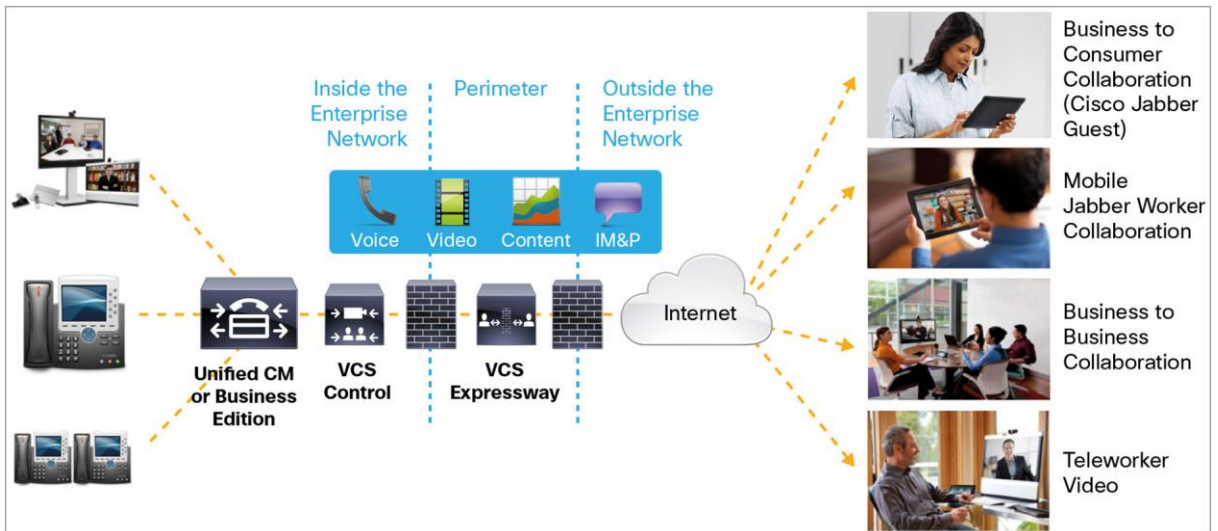 Inside the
Enterprise
Network
Perimeter
Outside the
Enterprise
Network
Voice
Video
Content
IM&P
Unified CM
or Business
Edition
VCS
Control
VCS
Expressway
Internet
Business to
Consumer
Collaboration
(Cisco Jabber
Guest)
Mobile
Jabber Worker
Collaboration
Business to
Business
Collaboration
Teleworker
Video